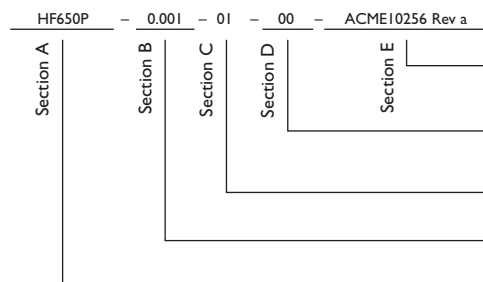 HF650P – 0.001 – 01 – 00 – ACME10256 Rev a
Section A
Section B
Section C
Section D
Section E